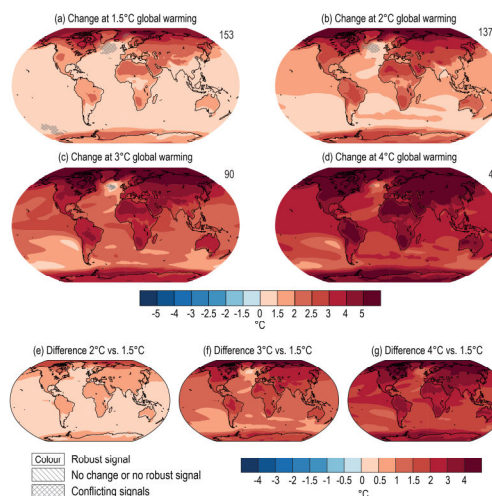 (a) Change at 1.5°C global warming
153
(b) Change at 2°C global warming
137
(c) Change at 3°C global warming
90
(d) Change at 4°C global warming
4
-5 -4 -3 -2.5 -2 -1.5 -1 0 1 1.5 2 2.5 3 4 5
°C
(e) Difference 2°C vs. 1.5°C
(f) Difference 3°C vs. 1.5°C
(g) Difference 4°C vs. 1.5°C
Colour Robust signal
No change or no robust signal
Conflicting signals
-4 -3 -2 -1.5 -1 -0.5 0 0.5 1 1.5 2 3 4
°C